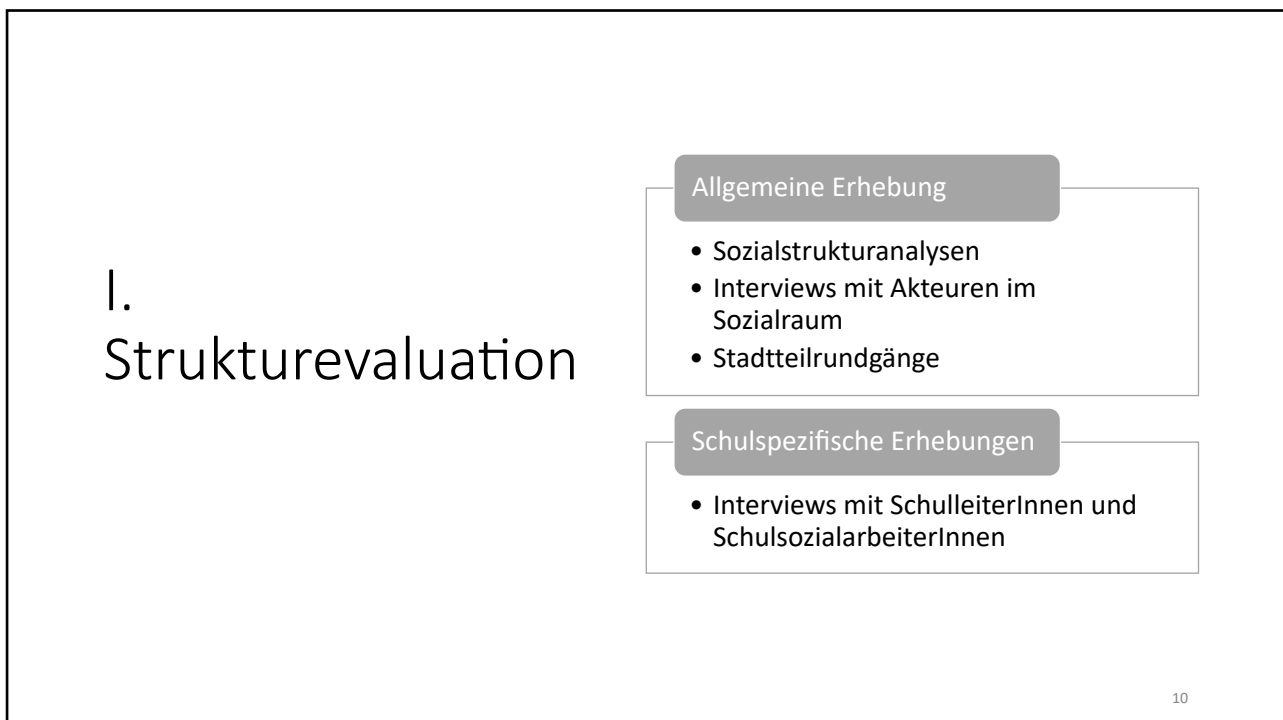 I.
Strukturevaluation
Allgemeine Erhebung
• Sozialstrukturanalysen
• Interviews mit Akteuren im
Sozialraum
• Stadtteilrundgänge
Schulspezifische Erhebungen
• Interviews mit SchulleiterInnen und
SchulsozialarbeiterInnen
10